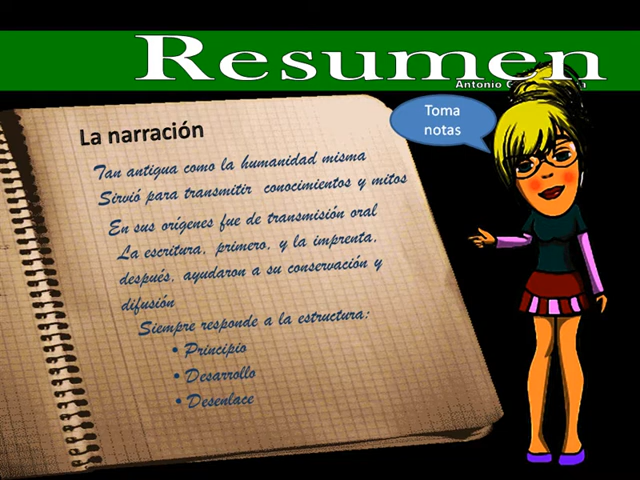 Resumen
Antonio
Toma
notas
La narración
Tan antigua como la humanidad misma
Sirvió para transmitir conocimientos y mitos
En sus orígenes fue de transmisión oral
La escritura, primero, y la imprenta,
después, ayudaron a su conservación y
difusión
Siempre responde a la estructura:
• Principio
• Desarrollo
• Desenlace